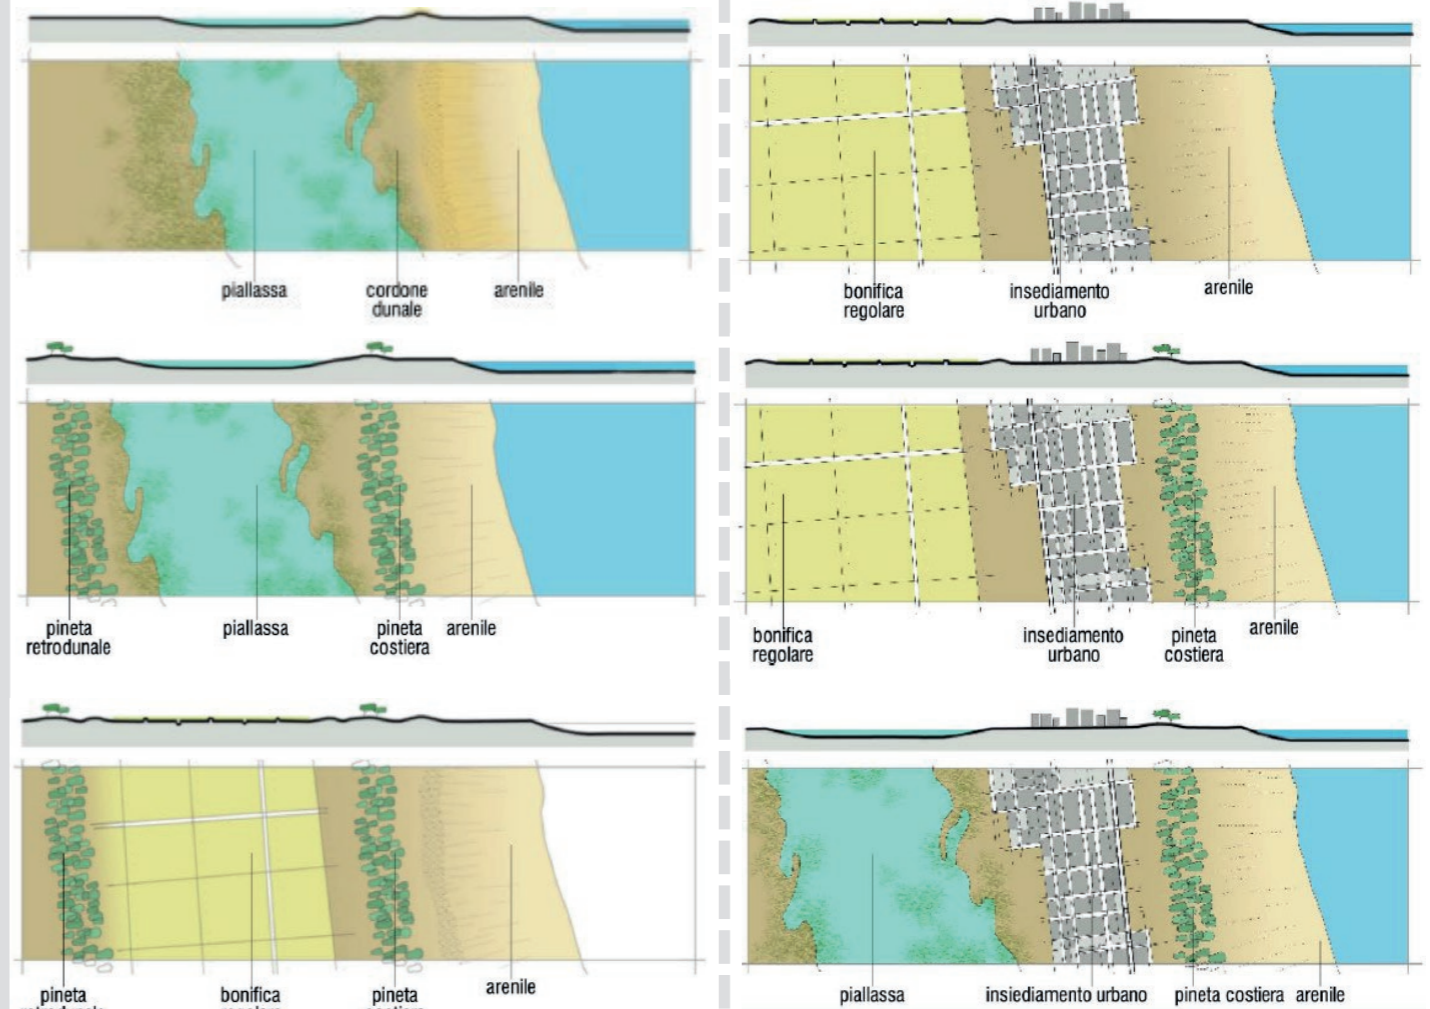 piallassa
cordone
dunale
arenile
pineta
retrodunale
piallassa
pineta
costiera
arenile
pineta
bonifica
pineta
arenile
bonifica
regolare
insediamento
urbano
arenile
bonifica
regolare
insediamento
urbano
pineta
costiera
arenile
piallassa
insiediamento urbano
pineta costiera
arenile